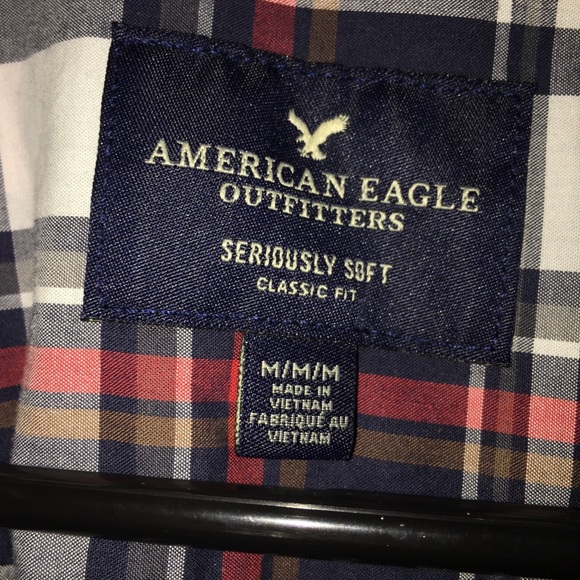 AMERICAN EAGLE
OUTFITTERS
SERIOUSLY SOFT
CLASSIC FIT
M/M/M
MADE IN
VIETNAM
FABRIQUÉ AU
VIETNAM